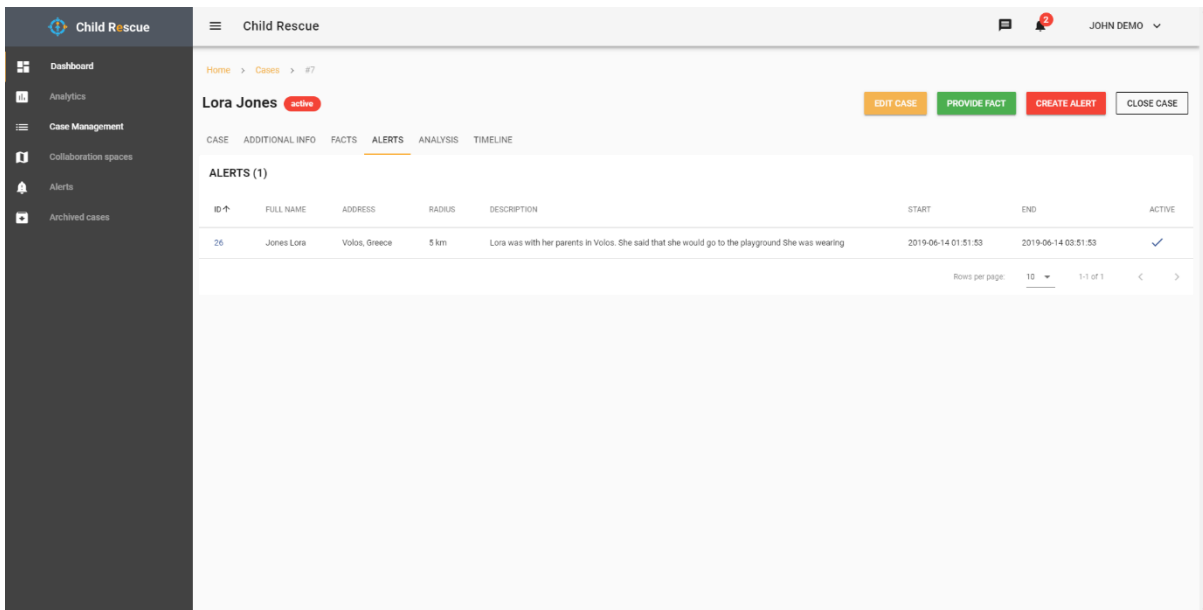 Child Rescue
Dashboard
Analytics
Case Management
Collaboration spaces
Alerts
Archived cases
Child Rescue
2
JOHN DEMO
Home > Cases > #7
Lora Jones active
EDIT CASE PROVIDE FACT CREATE ALERT CLOSE CASE
CASE ADDITIONAL INFO FACTS ALERTS ANALYSIS TIMELINE
ALERTS (1)
ID FULL NAME ADDRESS RADIUS DESCRIPTION START END ACTIVE
26 Jones Lora Volos, Greece 5 km Lora was with her parents in Volos. She said that she would go to the playground She was wearing 2019-06-14 01:51:53 2019-06-14 03:51:53
Rows per page: 10 1-1 of 1